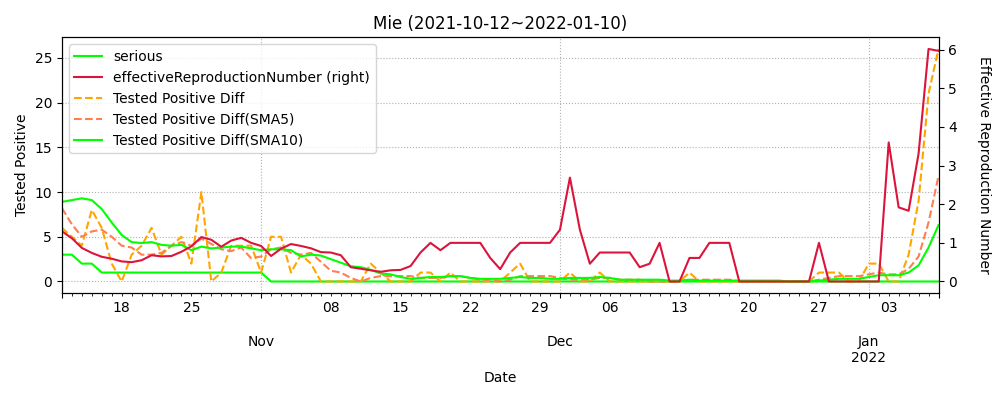 Mie (2021-10-12~2022-01-10)
serious
effectiveReproductionNumber (right)
Tested Positive Diff
Tested Positive Diff(SMA5)
Tested Positive Diff(SMA10)
Tested Positive
25
20
15
10
5
0
6
5
4
3
2
1
0
Effective Reproduction Number
18 25 08 15 22 29 06 13 20 27 03
Nov Dec Jan
2022
Date